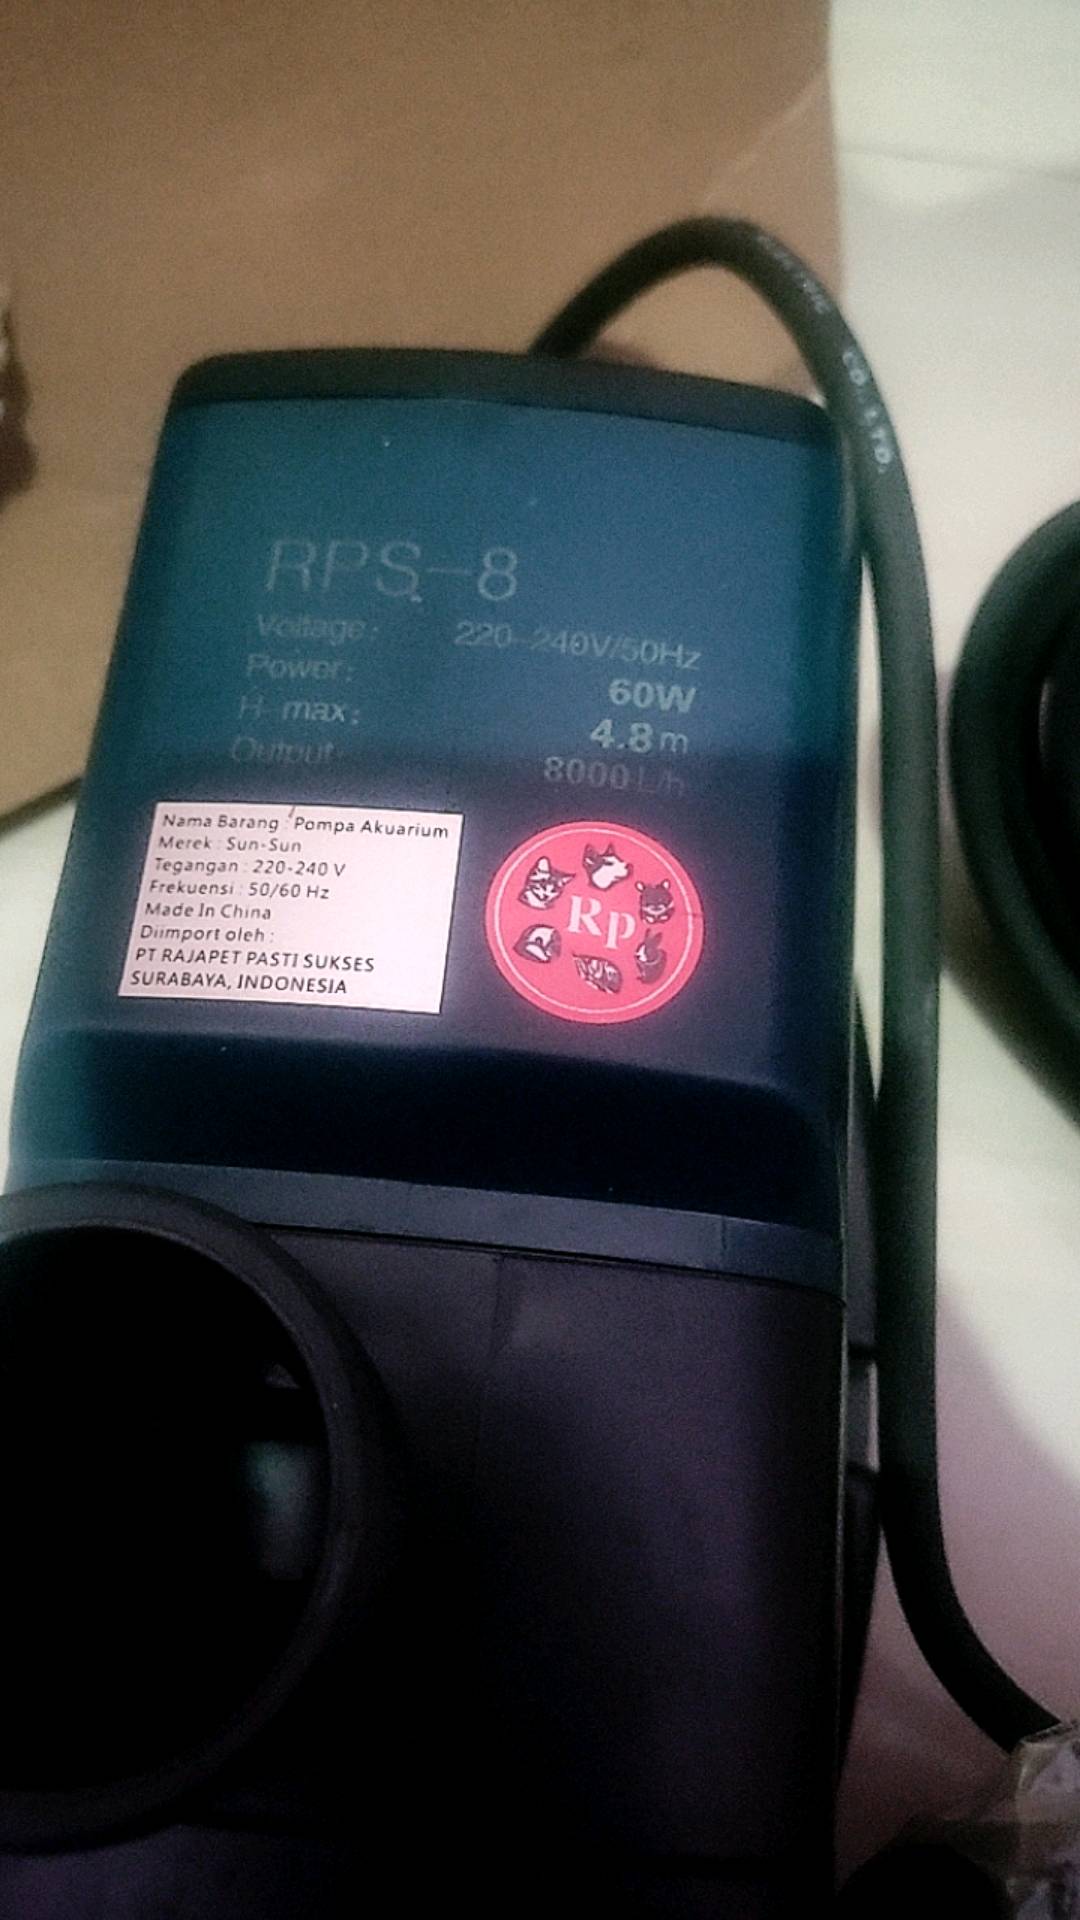 CO. LTD.
RPS-8
Voltage: 220-240V/50Hz
Power: 60W
H-max: 4.8m
Output: 8000L/h
Nama Barang : Pompa Akuarium
Merek : Sun-Sun
Tegangan : 220-240 V
Frekuensi : 50/60 Hz
Made In China
Diimport oleh :
PT RAJAPET PASTI SUKSES
SURABAYA, INDONESIA
Rp